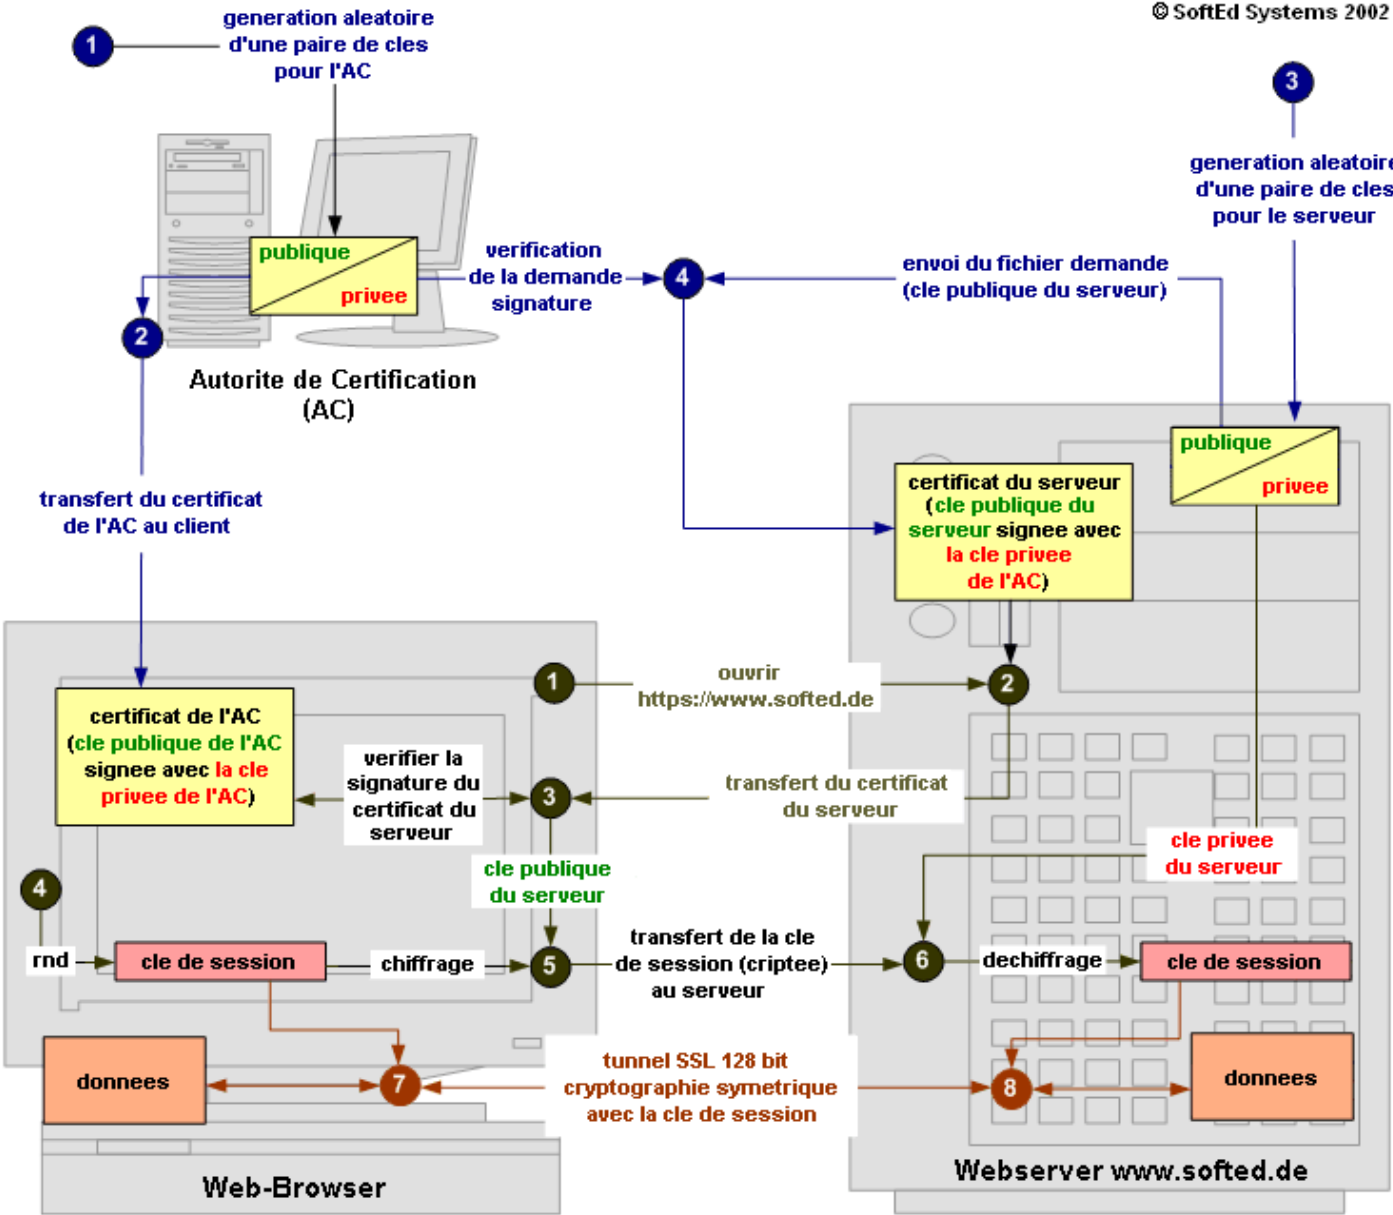 © SoftEd Systems 2002
1
generation aleatoire
d'une paire de cles
pour l'AC
3
generation aleatoire
d'une paire de cles
pour le serveur
publique
privee
verification
de la demande
signature
4
envoi du fichier demande
(cle publique du serveur)
2
Autorite de Certification
(AC)
publique
privee
transfert du certificat
de l'AC au client
certificat du serveur
(cle publique du
serveur signee avec
la cle privee
de l'AC)
1
ouvrir
https://www.softed.de
2
certificat de l'AC
(cle publique de l'AC
signee avec la cle
privee de l'AC)
verifier la
signature du
certificat du
serveur
3
transfert du certificat
du serveur
cle publique
du serveur
cle privee
du serveur
4
rnd
cle de session
chiffrage
5
transfert de la cle
de session (criptee)
au serveur
6
dechiffrage
cle de session
donnees
7
tunnel SSL 128 bit
cryptographie symetrique
avec la cle de session
8
donnees
Web-Browser
Webserver www.softed.de